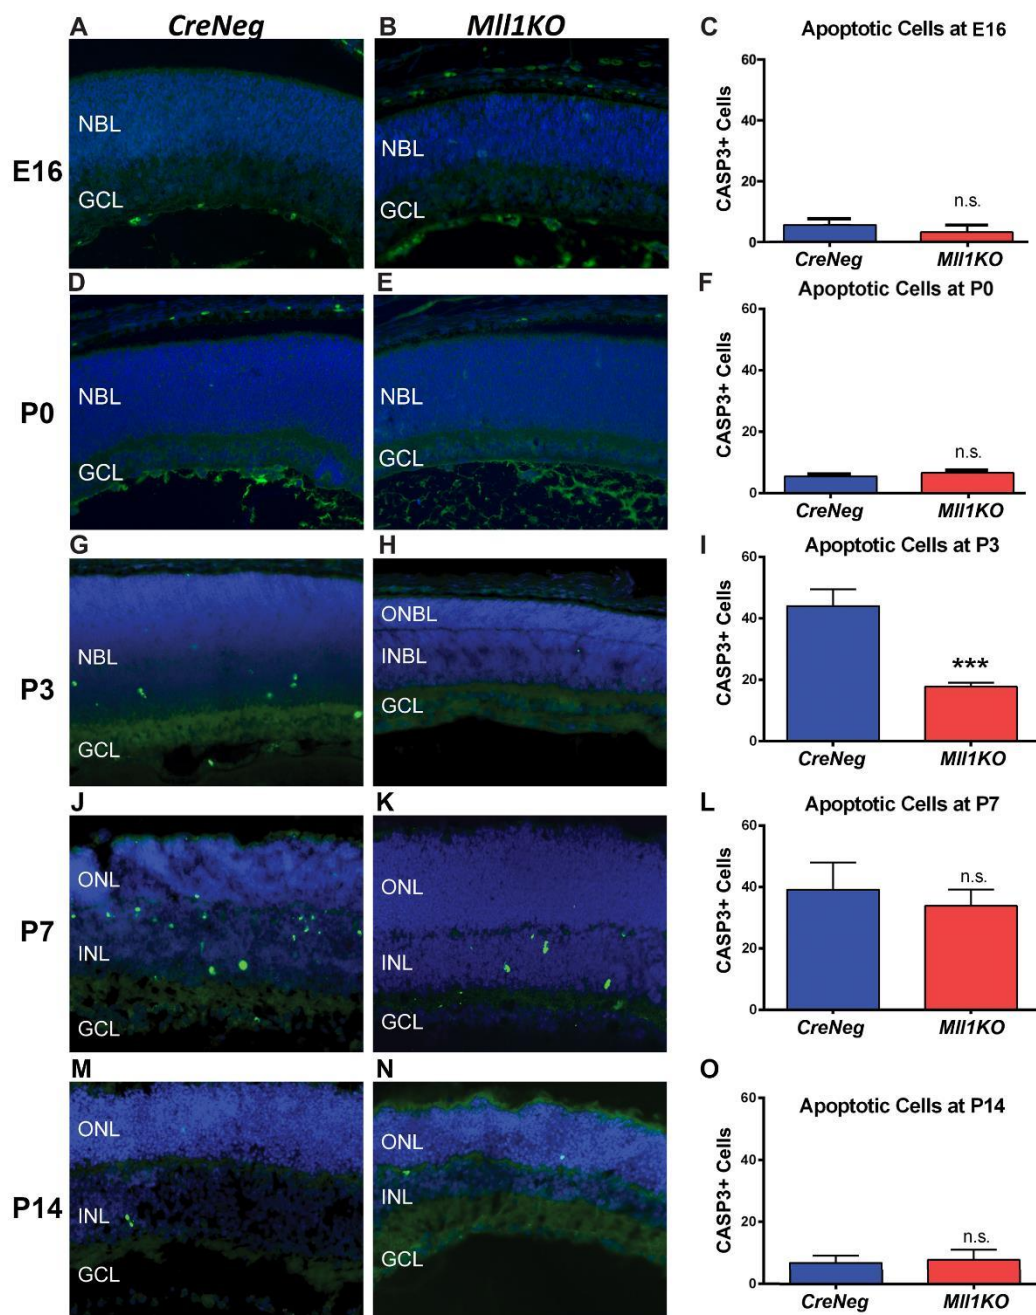 CreNeg Mll1KO
A B C
Apoptotic Cells at E16
E16
NBL
GCL
NBL
GCL
CASP3+ Cells
60
40
20
0
n.s.
CreNeg Mll1KO
D E F
Apoptotic Cells at P0
P0
NBL
GCL
NBL
GCL
CASP3+ Cells
60
40
20
0
n.s.
CreNeg Mll1KO
G H I
Apoptotic Cells at P3
P3
NBL
GCL
ONBL
INBL
GCL
CASP3+ Cells
60
40
20
0
***
CreNeg Mll1KO
J K L
Apoptotic Cells at P7
P7
ONL
INL
GCL
ONL
INL
GCL
CASP3+ Cells
60
40
20
0
n.s.
CreNeg Mll1KO
M N O
Apoptotic Cells at P14
P14
ONL
INL
GCL
ONL
INL
GCL
CASP3+ Cells
60
40
20
0
n.s.
CreNeg Mll1KO